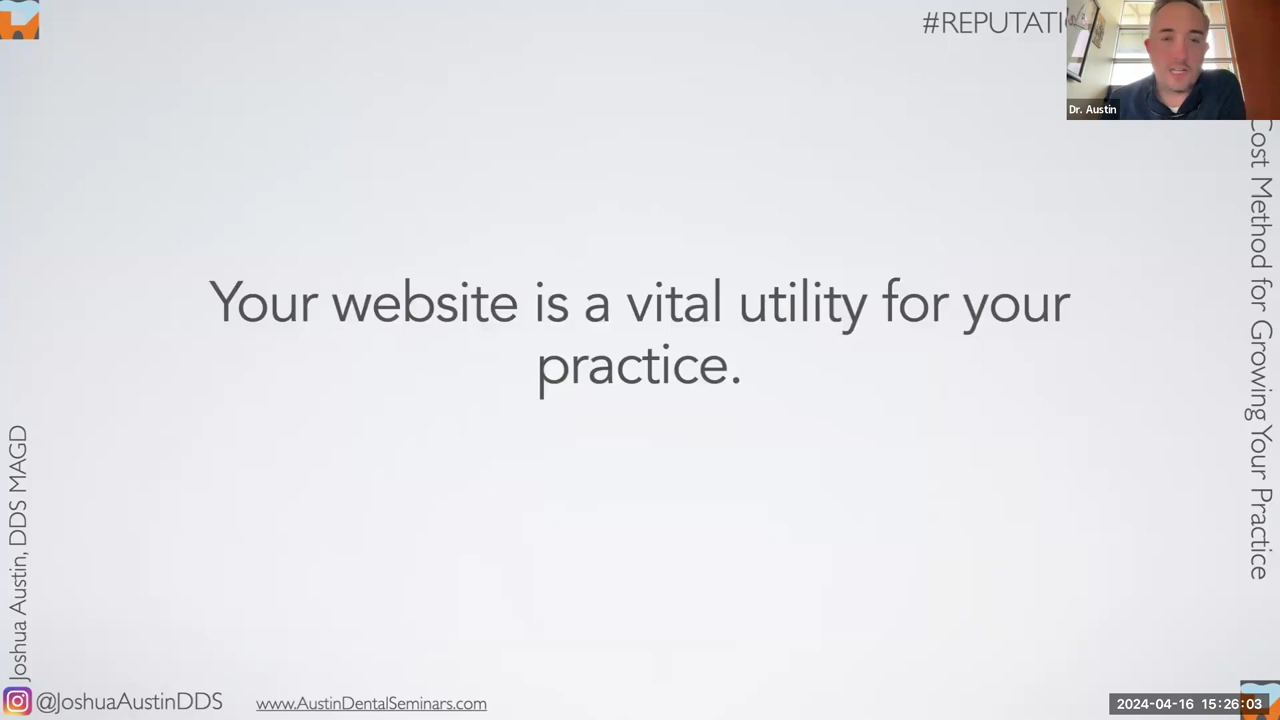 #REPUTATI
Dr. Austin
Cost Method for Growing Your Practice
Your website is a vital utility for your
practice.
Joshua Austin, DDS MAGD
@JoshuaAustinDDS
www.AustinDentalSeminars.com
2024-04-16 15:26:03